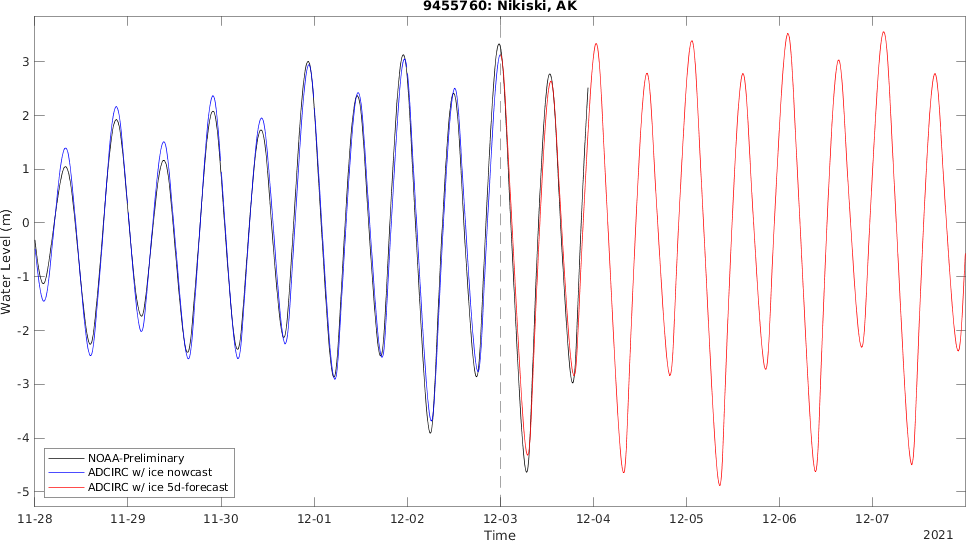 9455760: Nikiski, AK
3
2
1
0
-1
-2
-3
-4
-5
Water Level (m)
NOAA-Preliminary
ADCIRC w/ ice nowcast
ADCIRC w/ ice 5d-forecast
11-28 11-29 11-30 12-01 12-02 12-03 12-04 12-05 12-06 12-07
Time
2021